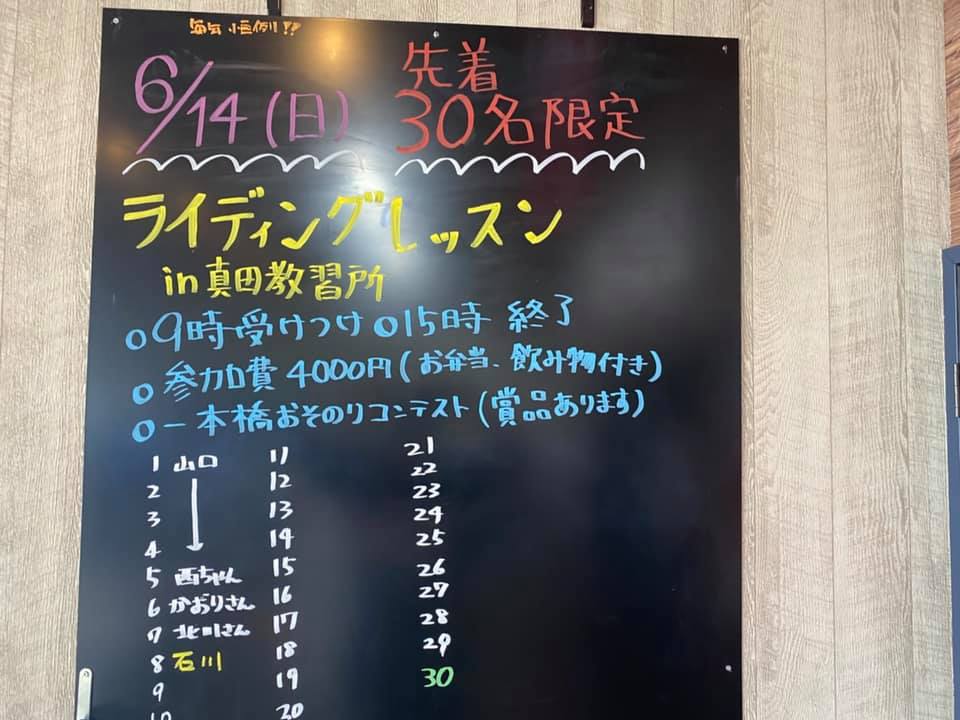 毎年恒例!!
6/14(日)
先着
30名限定
ライディングレッスン
in真田教習所
○9時受けつけ○15時 終了
○参加費4000円(お弁当、飲み物付き)
○一本橋おそのりコンテスト(賞品あります)
1 山口
2
3
4
5 西ちゃん
6 かおりさん
7 北川さん
8 石川
9
10
11
12
13
14
15
16
17
18
19
20
21
22
23
24
25
26
27
28
29
30